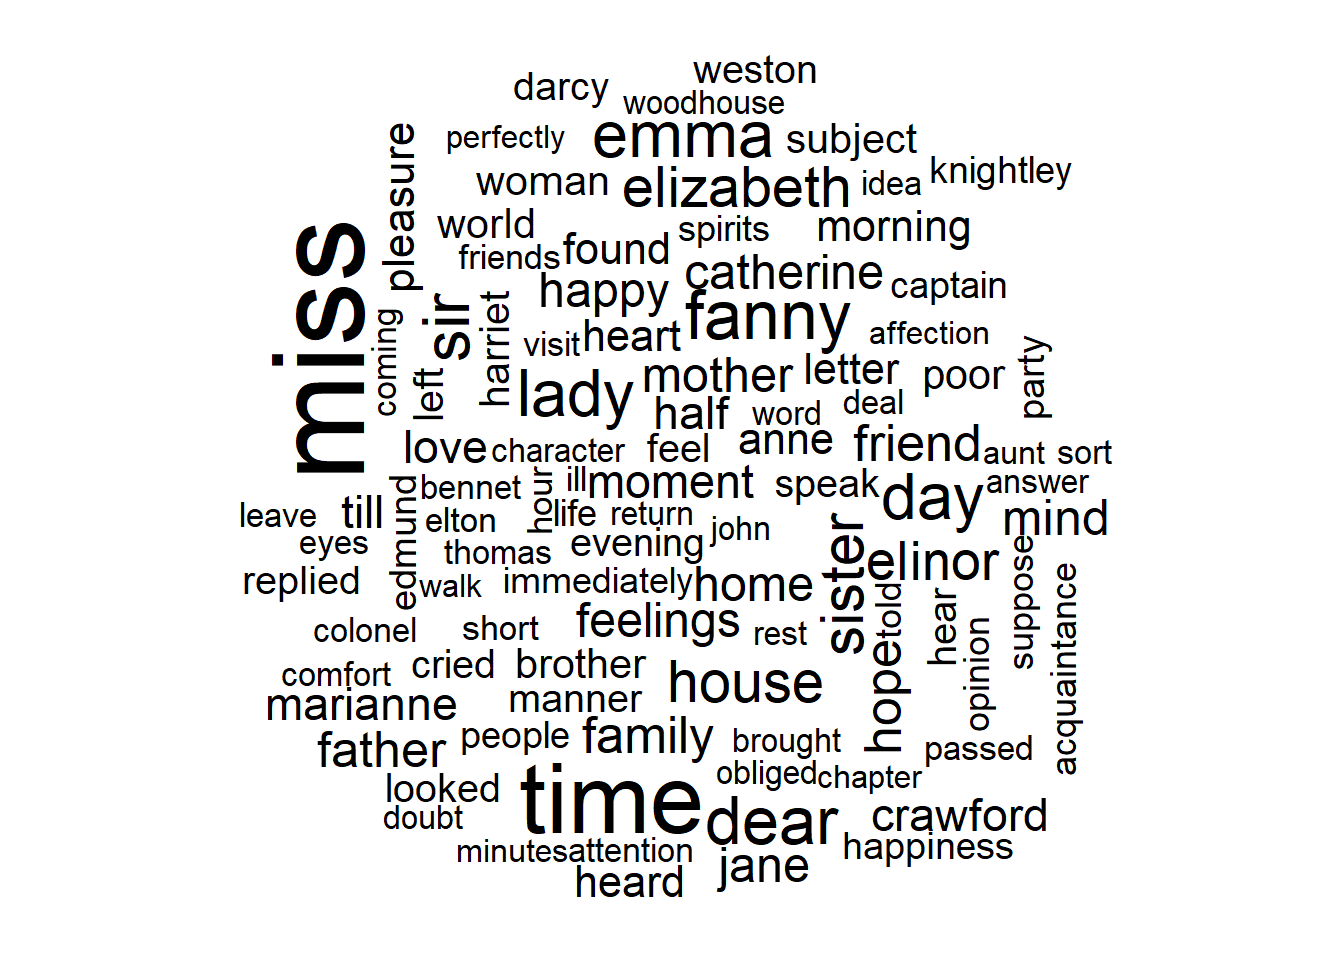 weston
darcy
woodhouse
perfectly
emma
subject
pleasure
woman
elizabeth
idea
knightley
world
spirits
morning
friends
found
catherine
captain
miss
happy
fanny
sir
harriet
coming
visit
heart
affection
left
lady
mother
letter
poor
party
half
word
deal
love
character
feel
anne
friend
aunt
sort
bennet
hour
ill
moment
speak
day
answer
leave
till
edmund
elton
life
return
john
mind
eyes
thomas
evening
sister
elinor
suppose
replied
walk
immediately
home
told
hear
acquaintance
colonel
short
feelings
rest
hope
opinion
comfort
cried
brother
house
marianne
manner
father
people
family
brought
passed
looked
time
obliged
chapter
doubt
dear
crawford
minutes
attention
jane
happiness
heard